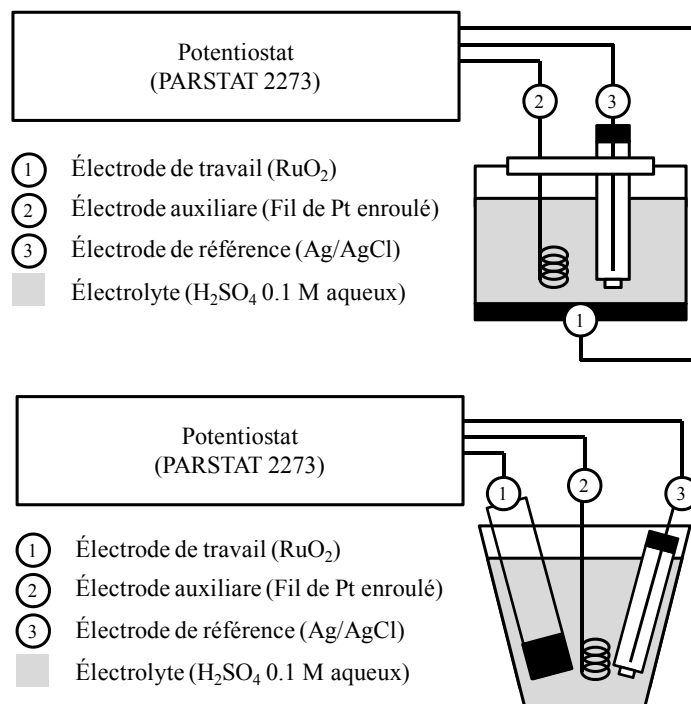 Potentiostat
(PARSTAT 2273)
2 3
1 Électrode de travail (RuO₂)
2 Électrode auxiliare (Fil de Pt enroulé)
3 Électrode de référence (Ag/AgCl)
Électrolyte (H₂SO₄ 0.1 M aqueux)
1
Potentiostat
(PARSTAT 2273)
1 2 3
1 Électrode de travail (RuO₂)
2 Électrode auxiliare (Fil de Pt enroulé)
3 Électrode de référence (Ag/AgCl)
Électrolyte (H₂SO₄ 0.1 M aqueux)